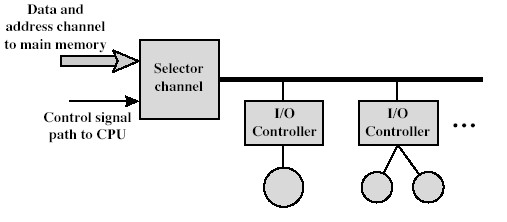 Data and
address channel
to main memory
Selector
channel
Control signal
path to CPU
I/O
Controller
I/O
Controller
...